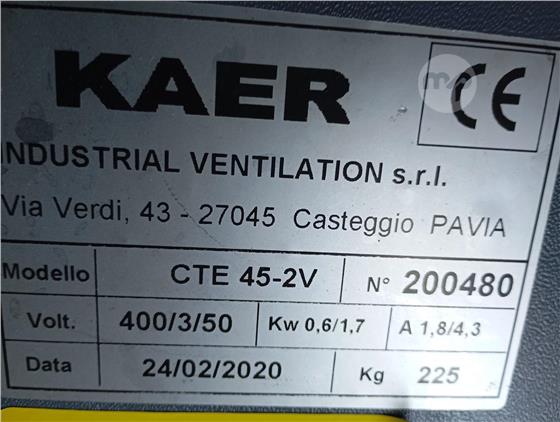 KAER CE
INDUSTRIAL VENTILATION s.r.l.
Via Verdi, 43 - 27045 Casteggio PAVIA
Modello CTE 45-2V N° 200480
Volt. 400/3/50 Kw 0,6/1,7 A 1,8/4,3
Data 24/02/2020 Kg 225